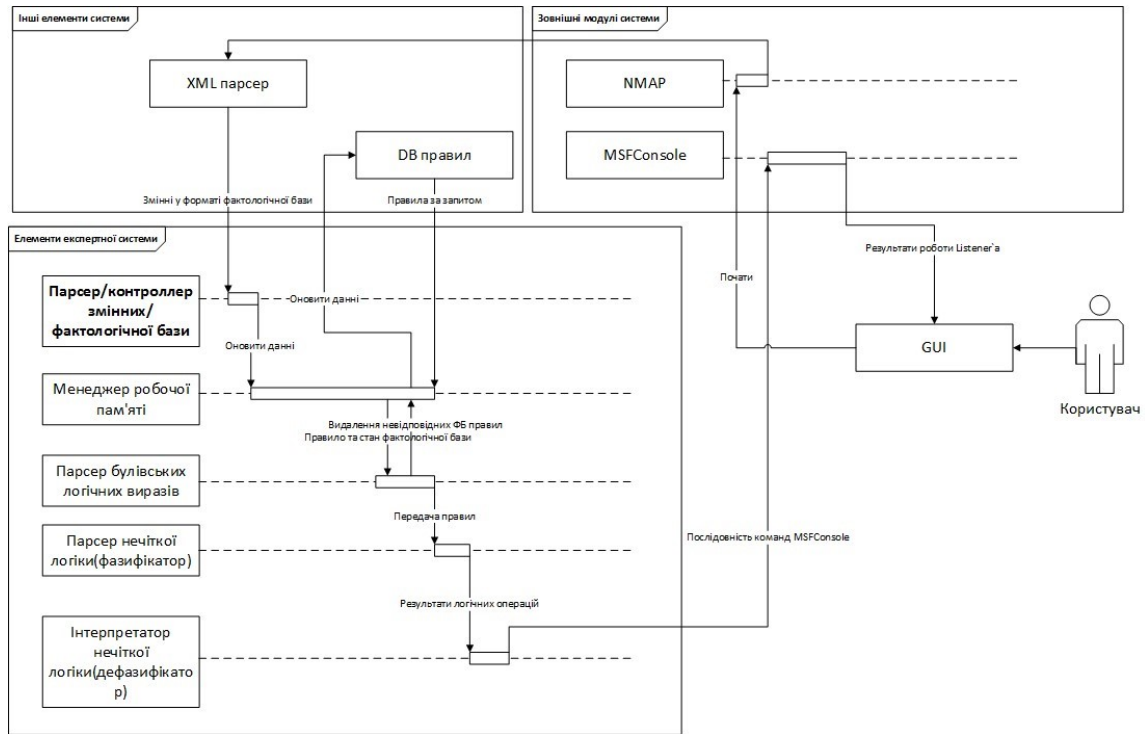 Інші елементи системи
Зовнішні модулі системи
XML парсер
NMAP
DB правил
MSFConsole
Змінні у форматі фактологічної бази
Правила за запитом
Елементи експертної системи
Результати роботи Listener`а
Почати
Парсер/контроллер
змінних/
фактологічної бази
Оновити данні
Оновити данні
GUI
Менеджер робочої
пам'яті
Користувач
Видалення невідповідних ФБ правил
Правило та стан фактологічної бази
Парсер булівських
логічних виразів
Передача правил
Парсер нечіткої
логіки(фазифікатор)
Послідовність команд MSFConsole
Результати логічних операцій
Інтерпретатор
нечіткої
логіки(дефазифікато
р)